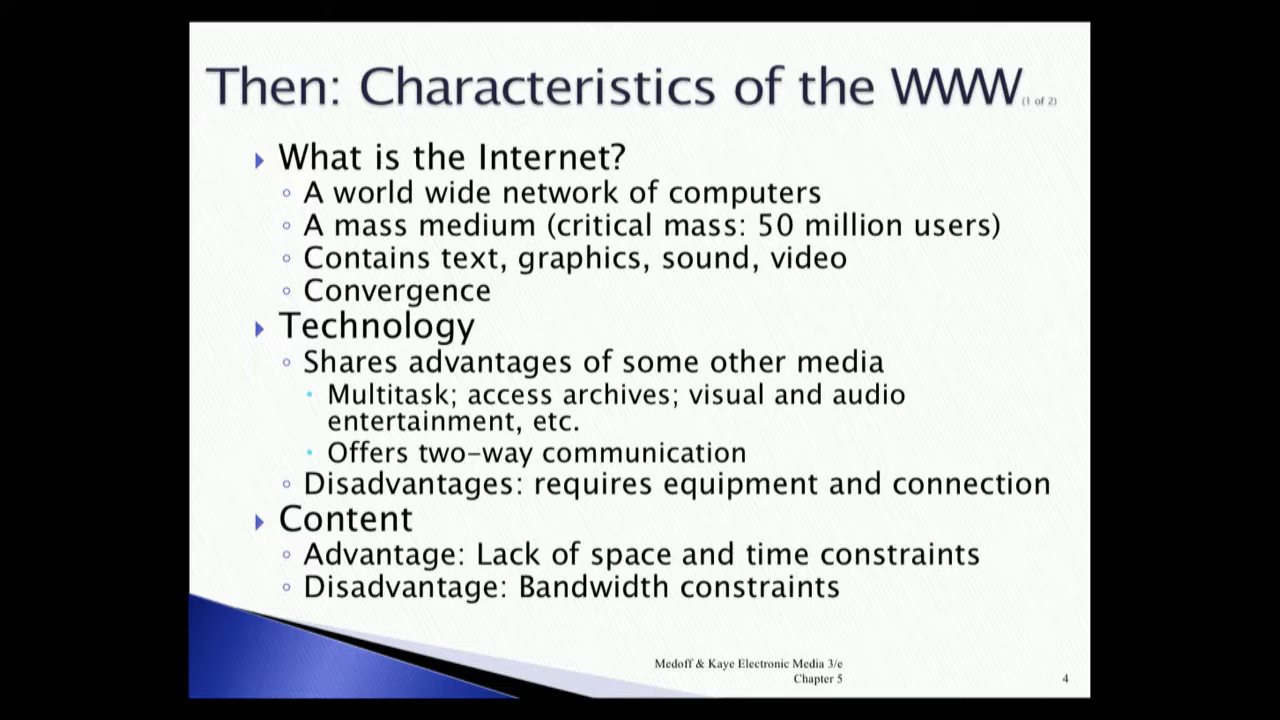 Then: Characteristics of the WWW (1 of 2)
What is the Internet?
A world wide network of computers
A mass medium (critical mass: 50 million users)
Contains text, graphics, sound, video
Convergence
Technology
Shares advantages of some other media
Multitask; access archives; visual and audio
entertainment, etc.
Offers two-way communication
Disadvantages: requires equipment and connection
Content
Advantage: Lack of space and time constraints
Disadvantage: Bandwidth constraints
Medoff & Kaye Electronic Media 3/e
Chapter 5
4